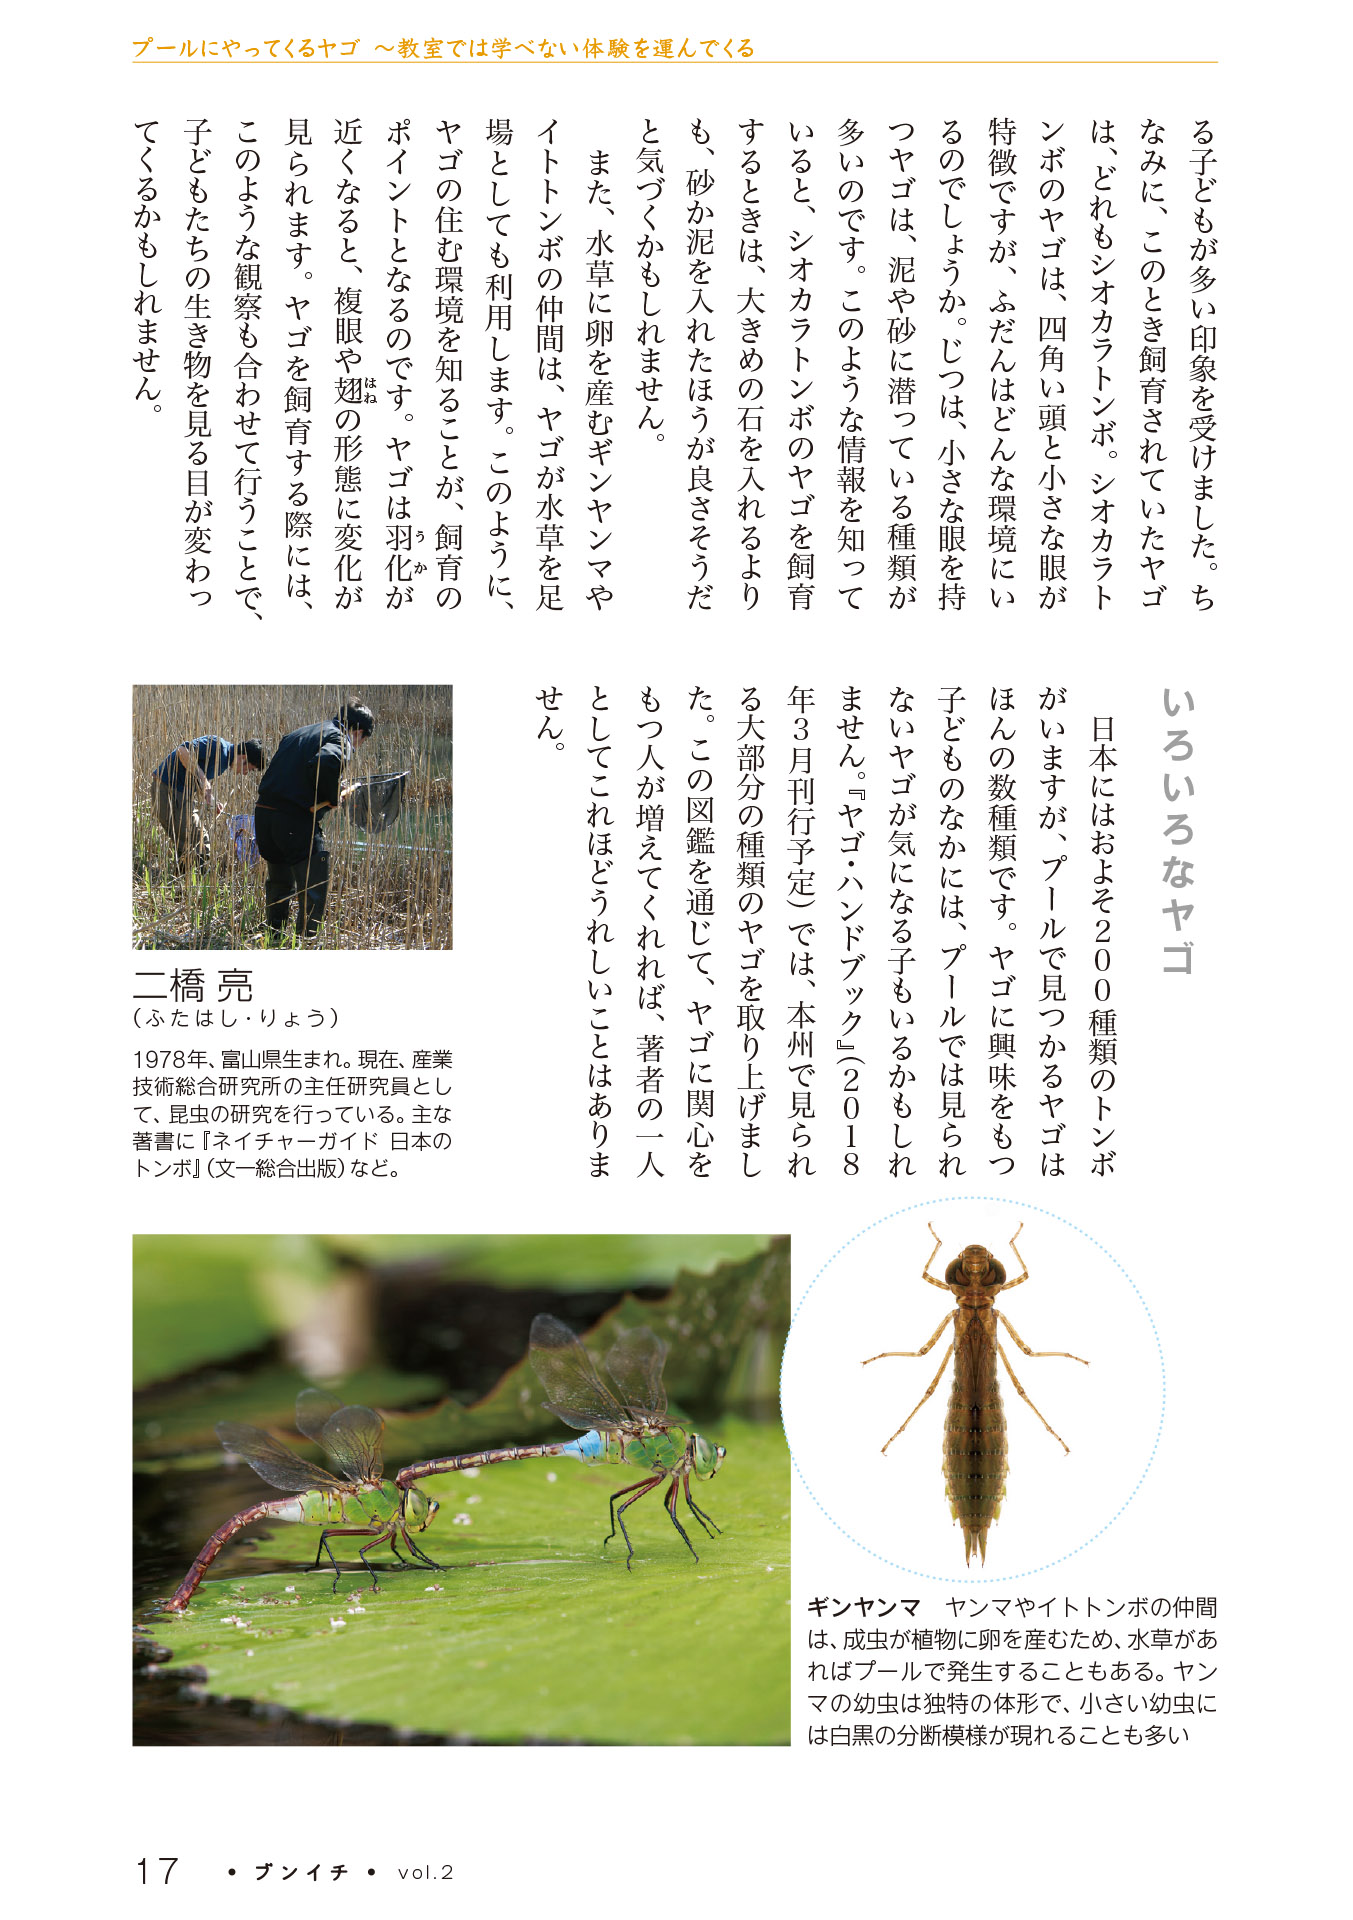 プールにやってくるヤゴ ～教室では学べない体験を運んでくる
る子どもが多い印象を受けました。ち
なみに、このとき飼育されていたヤゴ
は、どれもシオカラトンボ。シオカラト
ンボのヤゴは、四角い頭と小さな眼が
特徴ですが、ふだんはどんな環境にい
るのでしょうか。じつは、小さな眼を持
つヤゴは、泥や砂に潜っている種類が
多いのです。このような情報を知って
いると、シオカラトンボのヤゴを飼育
するときは、大きめの石を入れるより
も、砂か泥を入れたほうが良さそうだ
と気づくかもしれません。
また、水草に卵を産むギンヤンマや
イトトンボの仲間は、ヤゴが水草を足
場としても利用します。このように、
ヤゴの住む環境を知ることが、飼育の
ポイントとなるのです。ヤゴは羽化うかが
近くなると、複眼や翅はねの形態に変化が
見られます。ヤゴを飼育する際には、
このような観察も合わせて行うことで、
子どもたちの生き物を見る目が変わっ
てくるかもしれません。
いろいろなヤゴ
日本にはおよそ200種類のトンボ
がいますが、プールで見つかるヤゴは
ほんの数種類です。ヤゴに興味をもつ
子どものなかには、プールでは見られ
ないヤゴが気になる子もいるかもしれ
ません。『ヤゴ・ハンドブック』（2018
年3月刊行予定）では、本州で見られ
る大部分の種類のヤゴを取り上げまし
た。この図鑑を通じて、ヤゴに関心を
もつ人が増えてくれれば、著者の一人
としてこれほどうれしいことはありま
せん。
二橋 亮
（ふたはし・りょう）
1978年、富山県生まれ。現在、産業
技術総合研究所の主任研究員とし
て、昆虫の研究を行っている。主な
著書に『ネイチャーガイド 日本の
トンボ』（文一総合出版）など。
ギンヤンマ　ヤンマやイトトンボの仲間
は、成虫が植物に卵を産むため、水草があ
ればプールで発生することもある。ヤン
マの幼虫は独特の体形で、小さい幼虫に
は白黒の分断模様が現れることも多い
17 • ブンイチ • vol.2